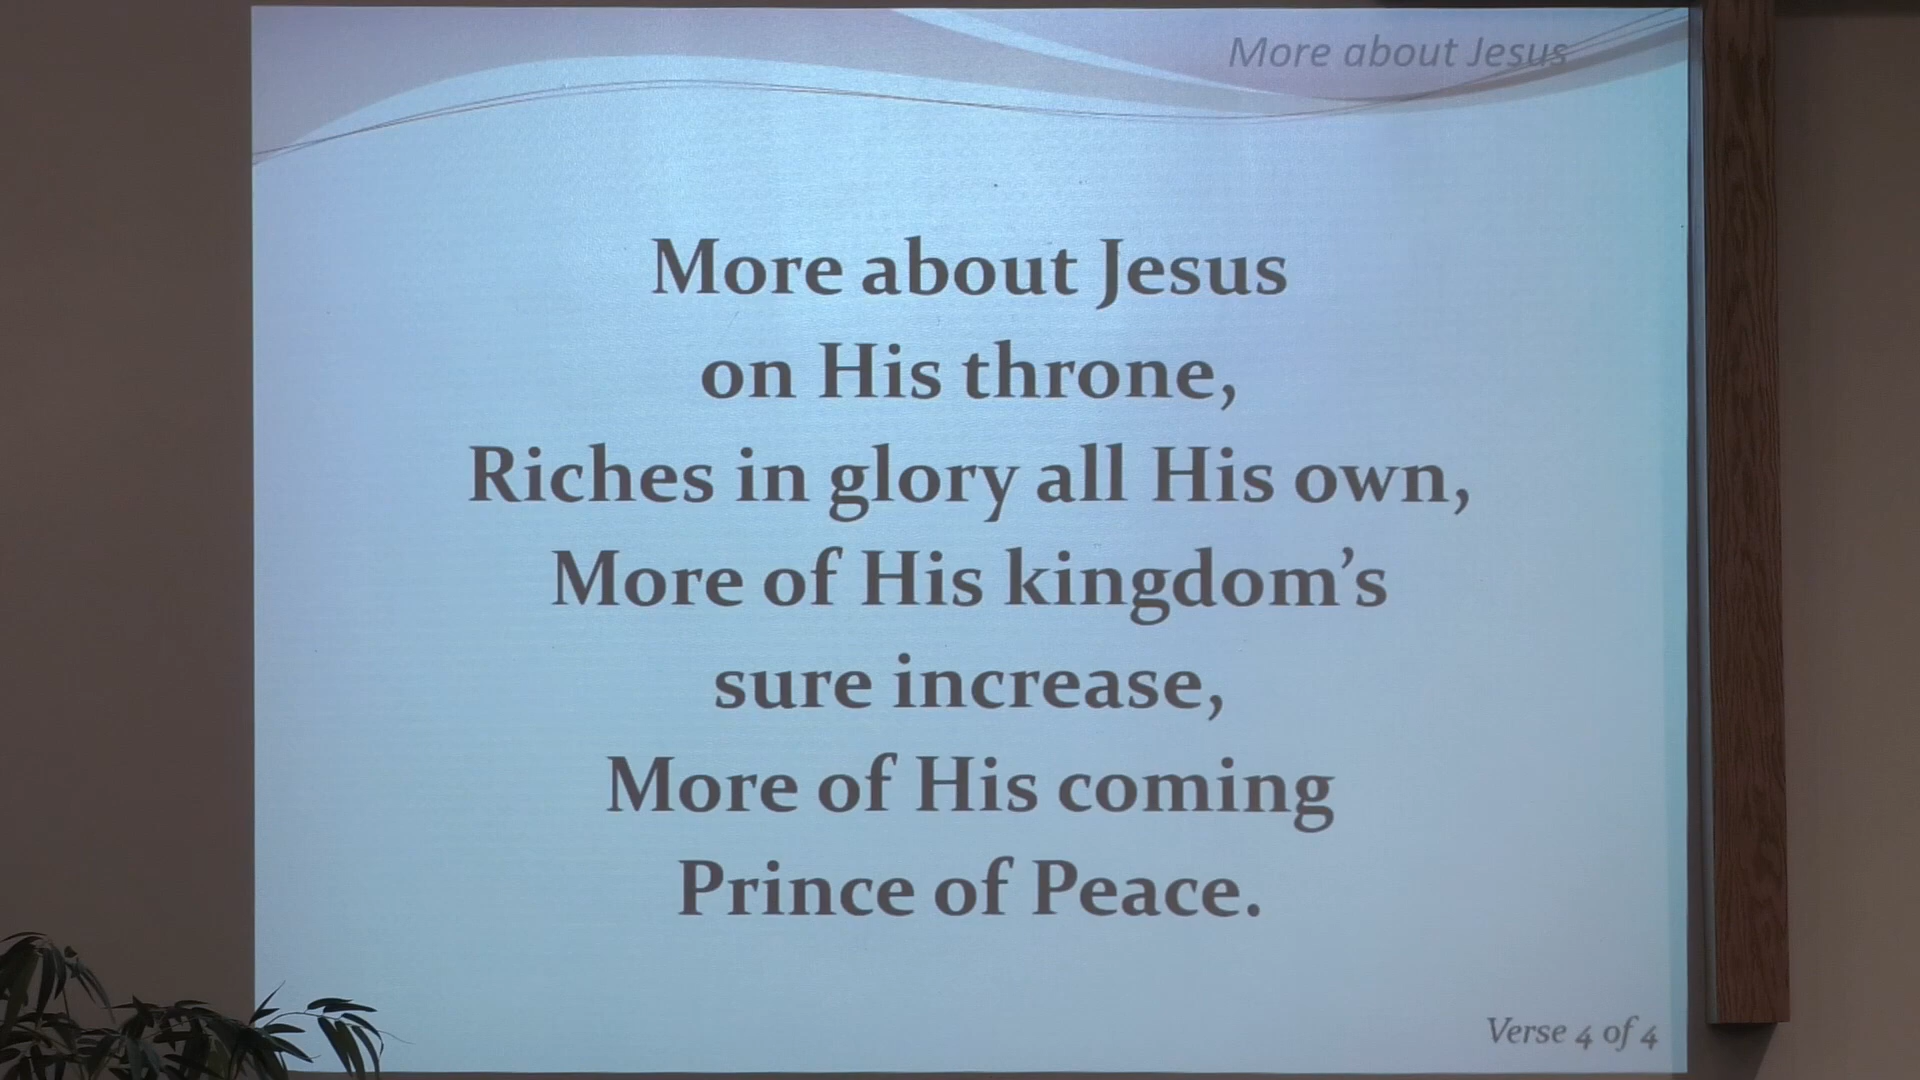 More about Jesus
More about Jesus
on His throne,
Riches in glory all His own,
More of His kingdom’s
sure increase,
More of His coming
Prince of Peace.
Verse 4 of 4